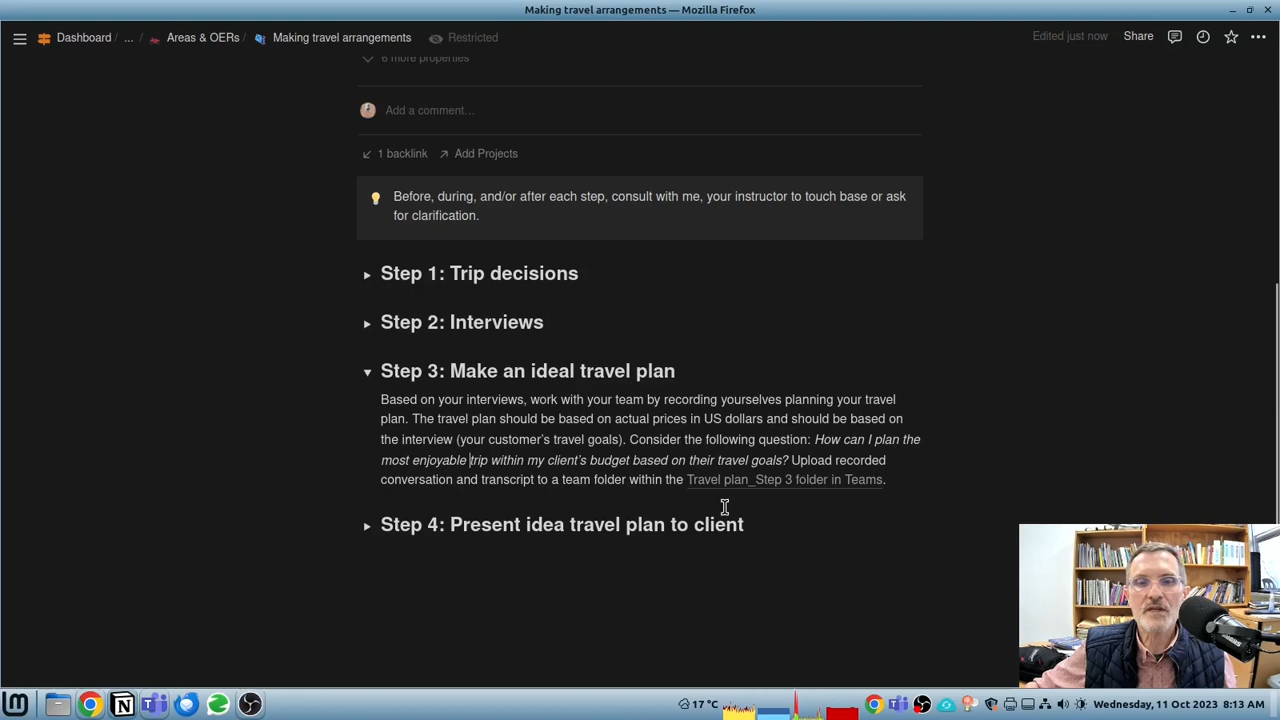 Making travel arrangements — Mozilla Firefox
Dashboard / ... / Areas & OERs / Making travel arrangements Restricted
Edited just now Share
6 more properties
Add a comment…
1 backlink Add Projects
Before, during, and/or after each step, consult with me, your instructor to touch base or ask
for clarification.
Step 1: Trip decisions
Step 2: Interviews
Step 3: Make an ideal travel plan
Based on your interviews, work with your team by recording yourselves planning your travel
plan. The travel plan should be based on actual prices in US dollars and should be based on
the interview (your customer's travel goals). Consider the following question: How can I plan the
most enjoyable trip within my client's budget based on their travel goals? Upload recorded
conversation and transcript to a team folder within the Travel plan_Step 3 folder in Teams.
Step 4: Present idea travel plan to client
17 °C
Wednesday, 11 Oct 2023 8:13 AM